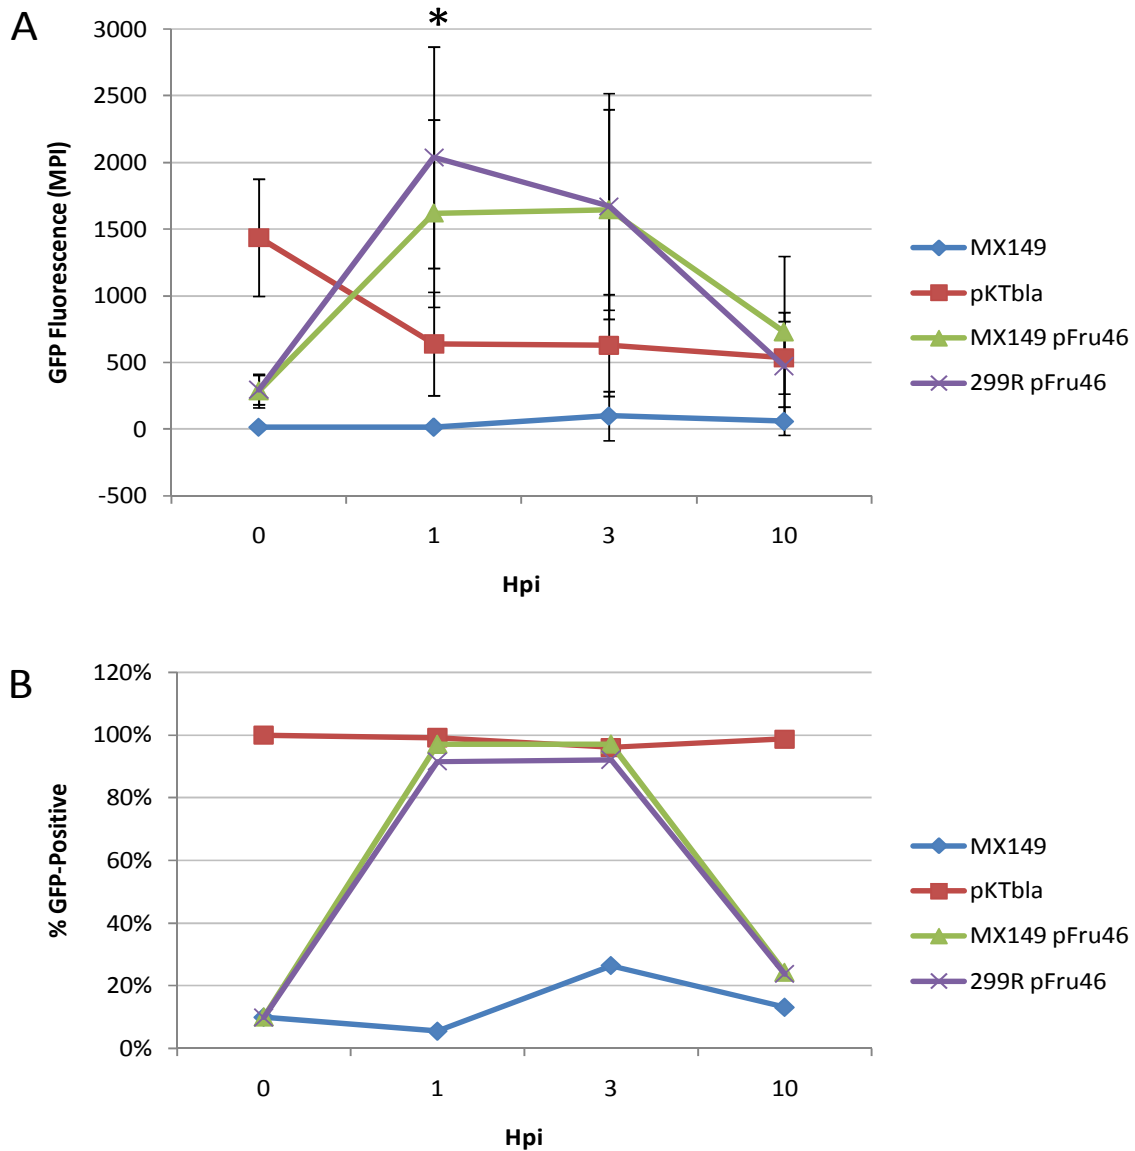 A
*
3000
2500
2000
1500
1000
500
0
-500
GFP Fluorescence (MPI)
0 1 3 10
Hpi
MX149
pKTbla
MX149 pFru46
299R pFru46
B
120%
100%
80%
60%
40%
20%
0%
% GFP-Positive
0 1 3 10
Hpi
MX149
pKTbla
MX149 pFru46
299R pFru46